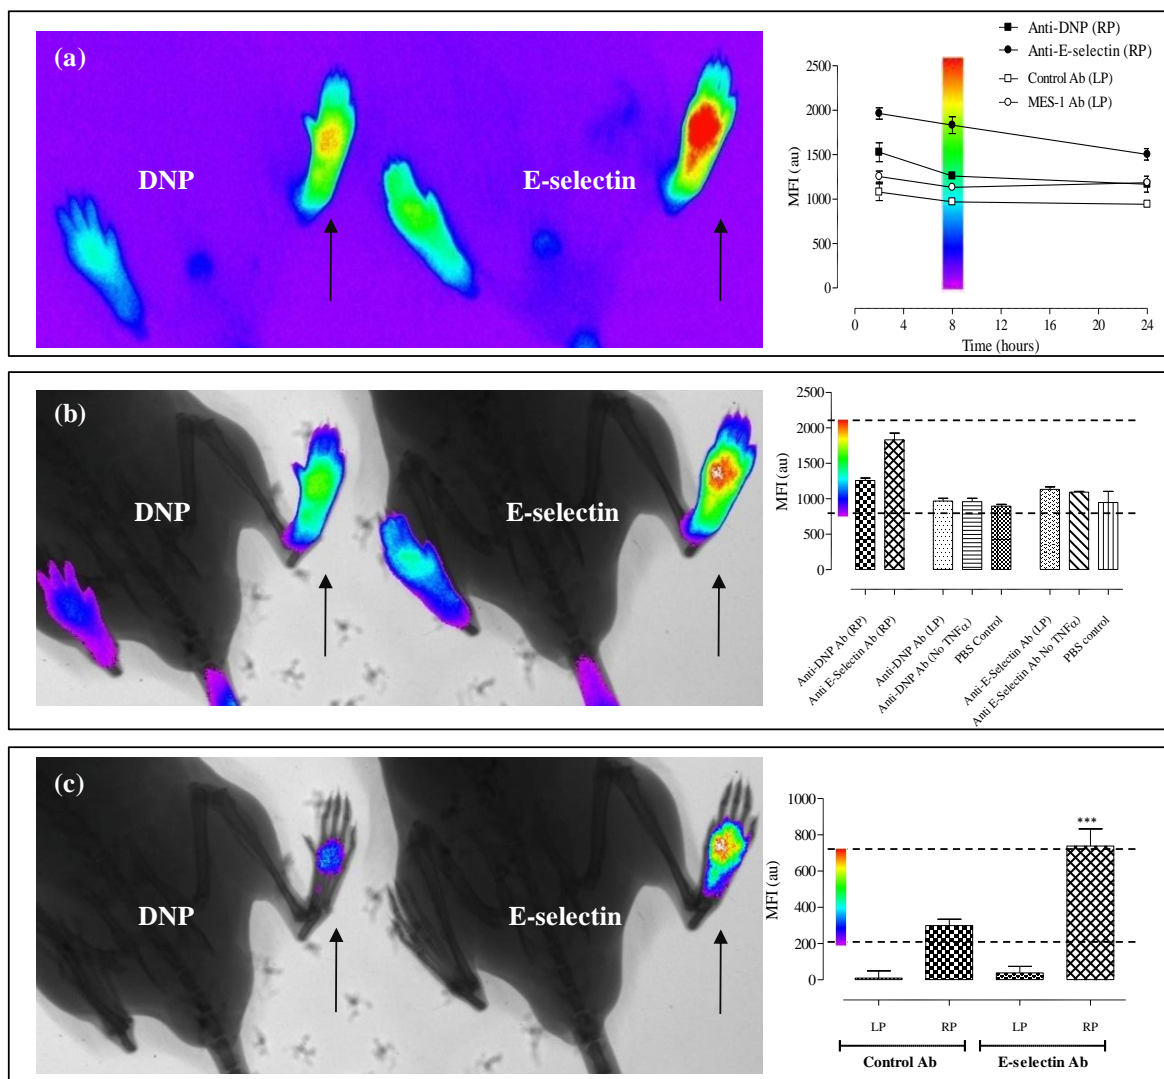 (a)
DNP
E-selectin
Anti-DNP (RP)
Anti-E-selectin (RP)
Control Ab (LP)
MES-1 Ab (LP)
MFI (au)
2500
2000
1500
1000
500
0
0 4 8 12 16 20 24
Time (hours)
(b)
DNP
E-selectin
MFI (au)
2500
2000
1500
1000
500
0
Anti-DNP Ab (RP)
Anti E-Selectin Ab (RP)
Anti-DNP Ab (LP)
Anti-DNP Ab (No TNFα)
PBS Control
Anti-E-Selectin Ab (LP)
Anti E-Selectin Ab No TNFα)
PBS control
(c)
DNP
E-selectin
MFI (au)
1000
800
600
400
200
0
***
LP RP LP RP
Control Ab E-selectin Ab